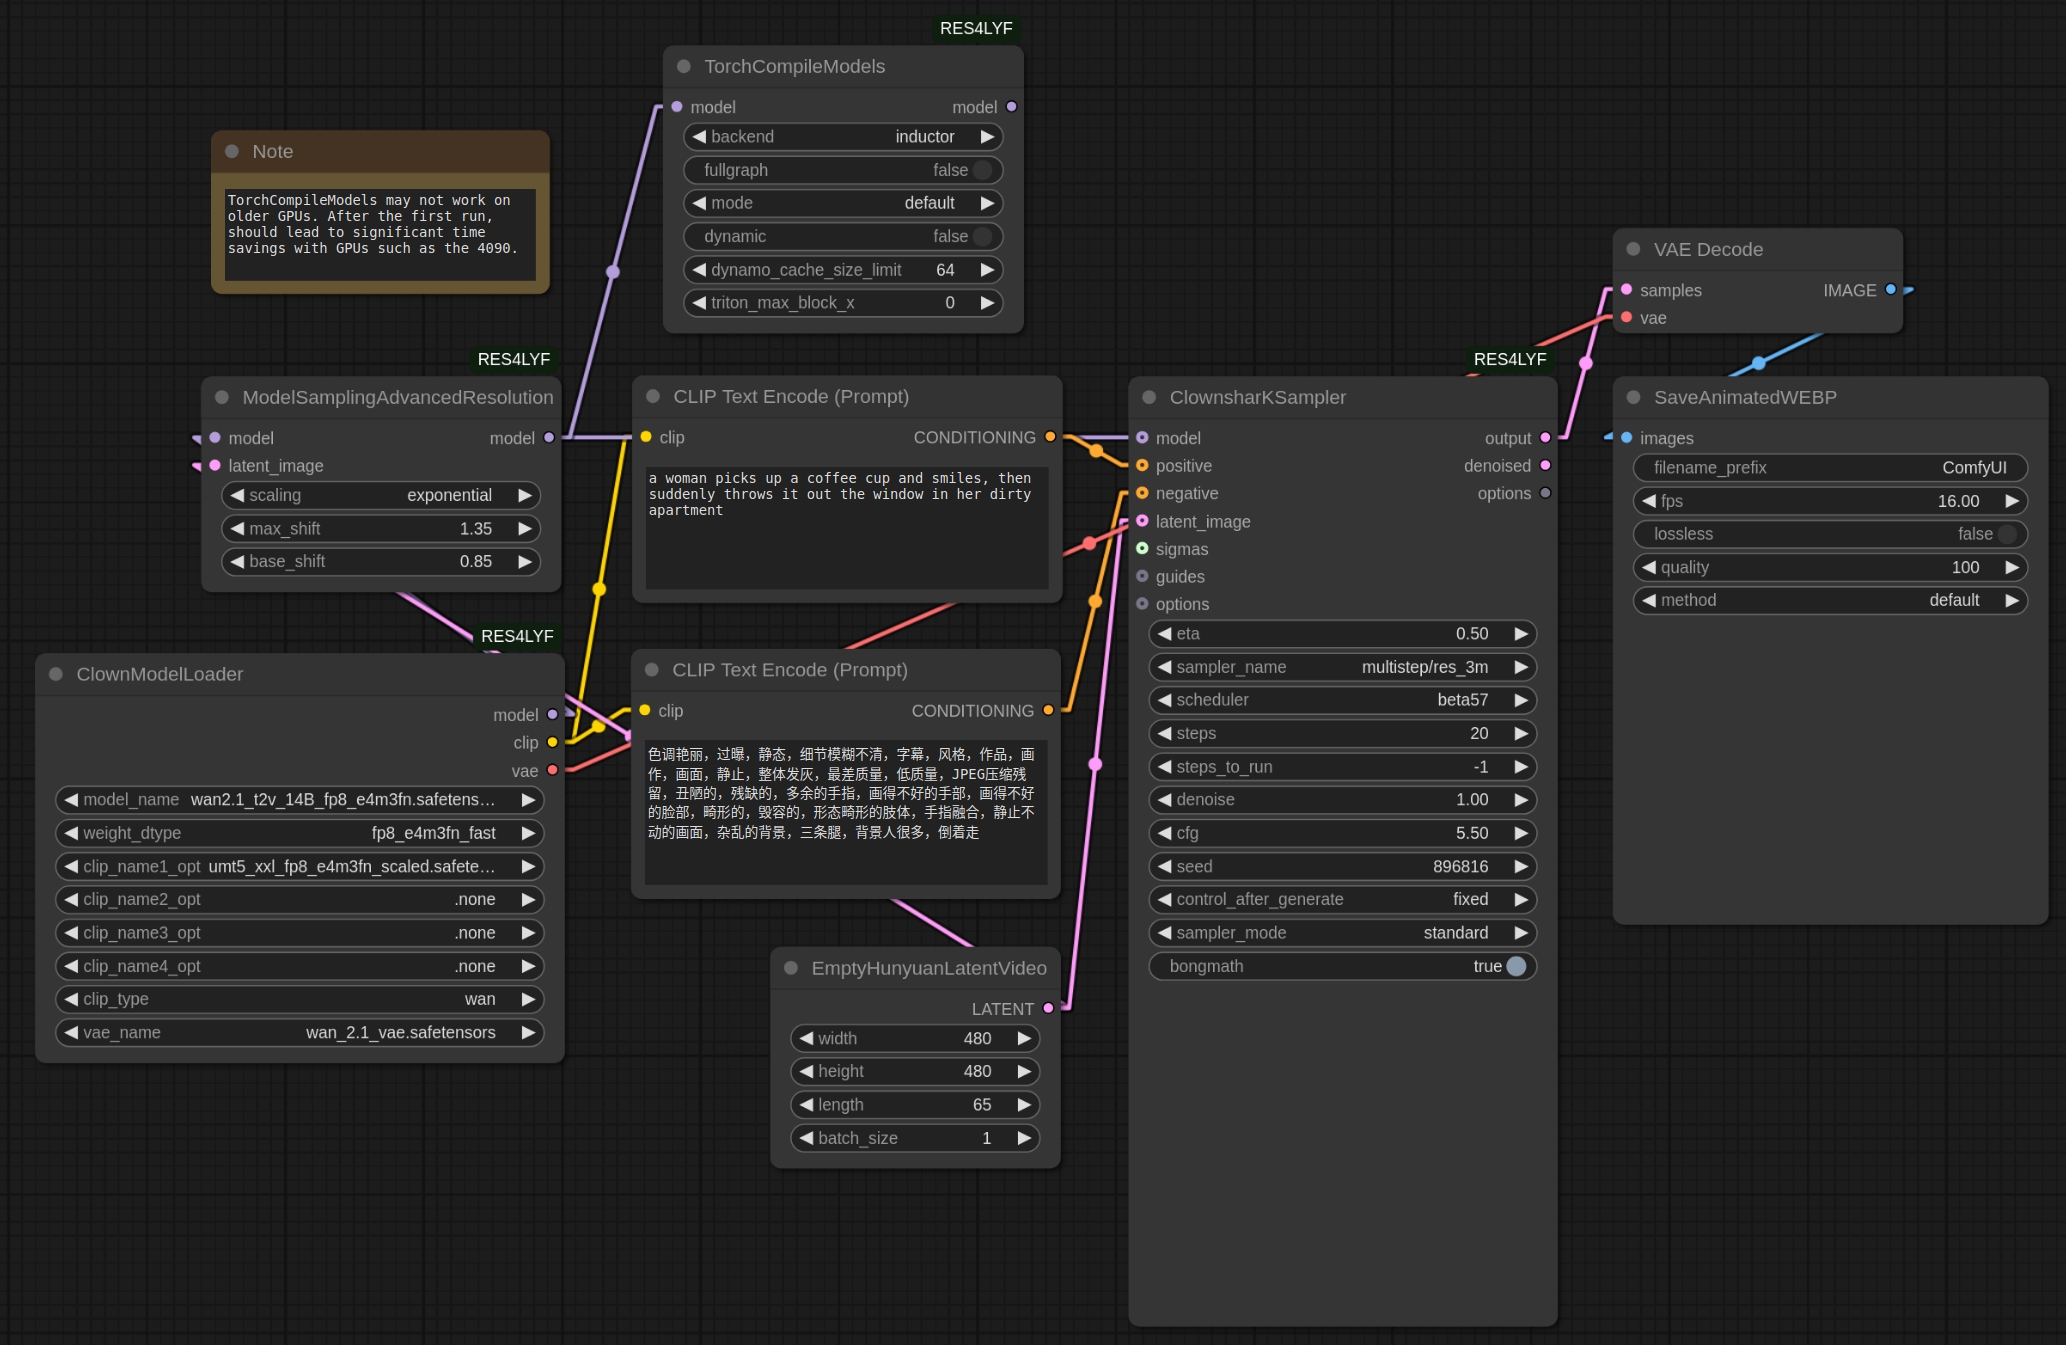 RES4LYF
TorchCompileModels
model model
backend inductor
fullgraph false
mode default
dynamic false
dynamo_cache_size_limit 64
triton_max_block_x 0
Note
TorchCompileModels may not work on
older GPUs. After the first run,
should lead to significant time
savings with GPUs such as the 4090.
RES4LYF
ModelSamplingAdvancedResolution
model model
latent_image
scaling exponential
max_shift 1.35
base_shift 0.85
RES4LYF
ClownModelLoader
model
clip
vae
model_name wan2.1_t2v_14B_fp8_e4m3fn.safetens...
weight_dtype fp8_e4m3fn_fast
clip_name1_opt umt5_xxl_fp8_e4m3fn_scaled.safete...
clip_name2_opt .none
clip_name3_opt .none
clip_name4_opt .none
clip_type wan
vae_name wan_2.1_vae.safetensors
CLIP Text Encode (Prompt)
clip CONDITIONING
a woman picks up a coffee cup and smiles, then
suddenly throws it out the window in her dirty
apartment
CLIP Text Encode (Prompt)
clip CONDITIONING
色调艳丽，过曝，静态，细节模糊不清，字幕，风格，作品，画
作，画面，静止，整体发灰，最差质量，低质量，JPEG压缩残
留，丑陋的，残缺的，多余的手指，画得不好的手部，画得不好
的脸部，畸形的，毁容的，形态畸形的肢体，手指融合，静止不
动的画面，杂乱的背景，三条腿，背景人很多，倒着走
EmptyHunyuanLatentVideo
LATENT
width 480
height 480
length 65
batch_size 1
RES4LYF
ClownsharKSampler
model output
positive denoised
negative options
latent_image
sigmas
guides
options
eta 0.50
sampler_name multistep/res_3m
scheduler beta57
steps 20
steps_to_run -1
denoise 1.00
cfg 5.50
seed 896816
control_after_generate fixed
sampler_mode standard
bongmath true
VAE Decode
samples IMAGE
vae
SaveAnimatedWEBP
images
filename_prefix ComfyUI
fps 16.00
lossless false
quality 100
method default